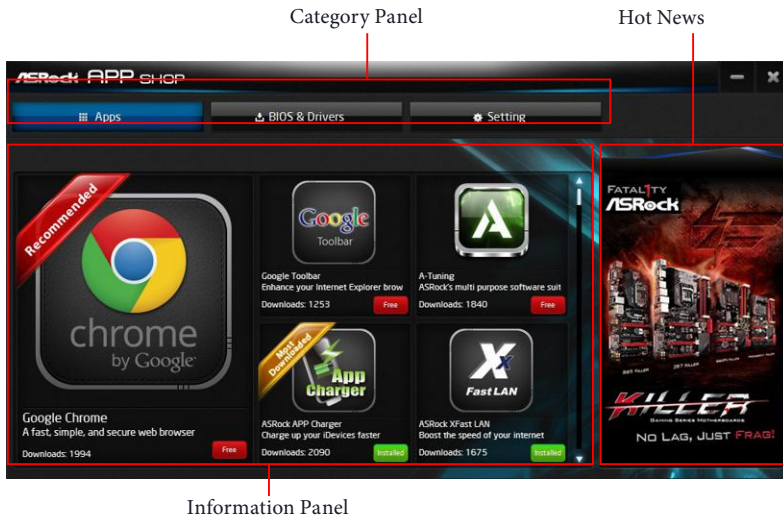 Category Panel
Hot News
ASRock APP SHOP
Apps
BIOS & Drivers
Setting
Recommended
chrome
by Google
Google Chrome
A fast, simple, and secure web browser
Downloads: 1994
Free
Google
Toolbar
Google Toolbar
Enhance your Internet Explorer brow
Downloads: 1253
Free
A-Tuning
ASRock's multi purpose software suit
Downloads: 1840
Free
Most
Downloaded
App
Charger
ASRock APP Charger
Charge up your iDevices faster
Downloads: 2090
Installed
Fast LAN
ASRock XFast LAN
Boost the speed of your internet
Downloads: 1675
Installed
FATAL1TY
ASRock
KILLER
GAMING SERIES MOTHERBOARDS
NO LAG, JUST FRAG!
Information Panel